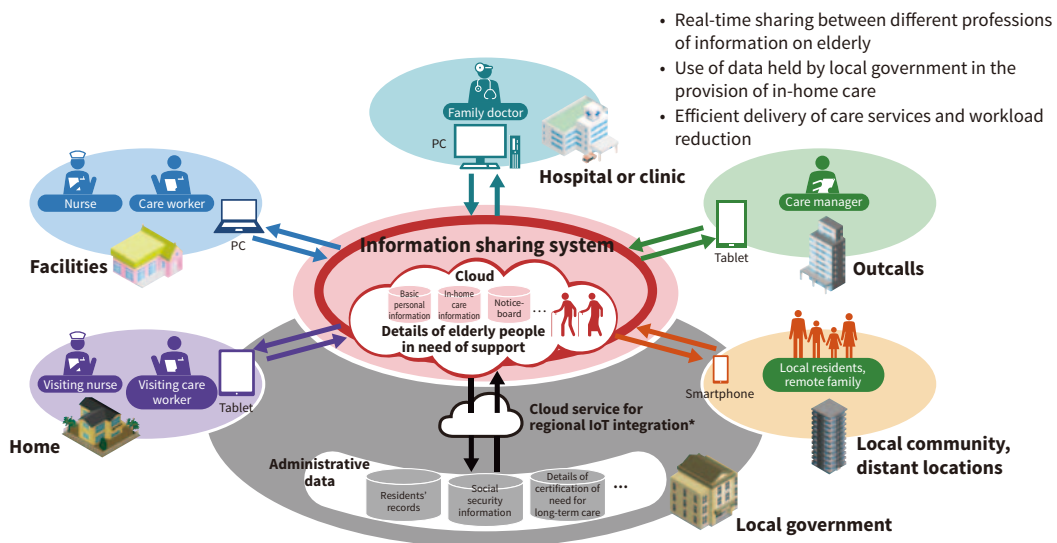 • Real-time sharing between different professions
of information on elderly
• Use of data held by local government in the
provision of in-home care
• Efficient delivery of care services and workload
reduction
Family doctor
PC
Hospital or clinic
Nurse
Care worker
PC
Facilities
Care manager
Tablet
Outcalls
Information sharing system
Cloud
Basic
personal
information
In-home
care
information
Notice-
board
...
Details of elderly people
in need of support
Visiting nurse
Visiting care
worker
Tablet
Home
Local residents,
remote family
Smartphone
Local community,
distant locations
Cloud service for
regional IoT integration*
Administrative
data
Residents'
records
Social
security
information
Details of
certification of
need for
long-term care
...
Local government